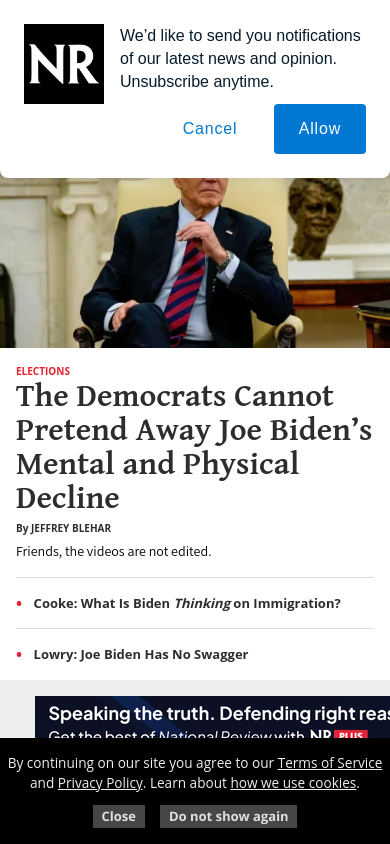 NR
We’d like to send you notifications
of our latest news and opinion.
Unsubscribe anytime.
Cancel
Allow
ELECTIONS
The Democrats Cannot
Pretend Away Joe Biden’s
Mental and Physical
Decline
By JEFFREY BLEHAR
Friends, the videos are not edited.
• Cooke: What Is Biden Thinking on Immigration?
• Lowry: Joe Biden Has No Swagger
Speaking the truth. Defending right
Get the best of National Review with NR PLUS
By continuing on our site you agree to our Terms of Service
and Privacy Policy. Learn about how we use cookies.
Close
Do not show again